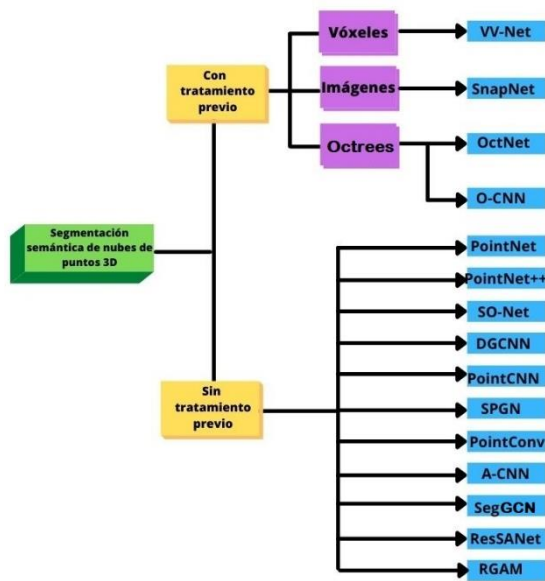 Segmentación
semántica de nubes de
puntos 3D
Con
tratamiento
previo
Vóxeles
VV-Net
Imágenes
SnapNet
Octrees
OctNet
O-CNN
Sin
tratamiento
previo
PointNet
PointNet++
SO-Net
DGCNN
PointCNN
SPGN
PointConv
A-CNN
SegGCN
ResSANet
RGAM